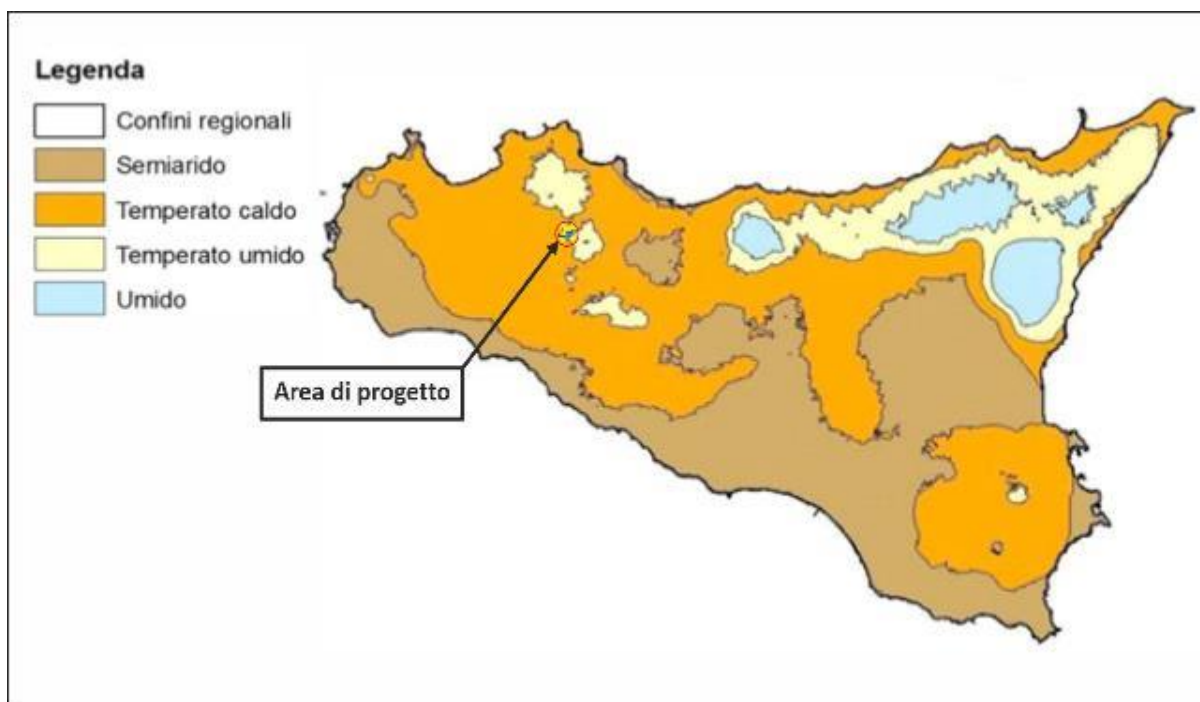 Legenda
Confini regionali
Semiarido
Temperato caldo
Temperato umido
Umido
Area di progetto